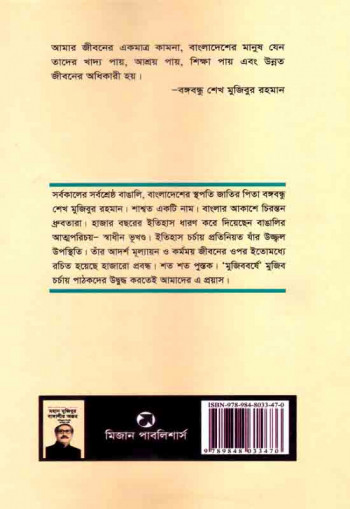 আমার জীবনের একমাত্র কামনা, বাংলাদেশের মানুষ যেন
তাদের খাদ্য পায়, আশ্রয় পায়, শিক্ষা পায় এবং উন্নত
জীবনের অধিকারী হয়।
–বঙ্গবন্ধু শেখ মুজিবুর রহমান
সর্বকালের সর্বশ্রেষ্ঠ বাঙালি, বাংলাদেশের স্থপতি জাতির পিতা বঙ্গবন্ধু
শেখ মুজিবুর রহমান। শাশ্বত একটি নাম। বাংলার আকাশে চিরন্তন
ধ্রুবতারা। হাজার বছরের ইতিহাস ধারণ করে দিয়েছেন বাঙালির
আত্মপরিচয়– স্বাধীন ভূখণ্ড। ইতিহাস চর্চায় প্রতিনিয়ত যাঁর উজ্জ্বল
উপস্থিতি। তাঁর আদর্শ মূল্যায়ন ও কর্মময় জীবনের ওপর ইতোমধ্যে
রচিত হয়েছে হাজারো প্রবন্ধ। শত শত পুস্তক। 'মুজিববর্ষে' মুজিব
চর্চায় পাঠকদের উদ্বুদ্ধ করতেই আমাদের এ প্রয়াস।
মিজান পাবলিশার্স
ISBN-978-984-8033-47-0
9 789848 033470